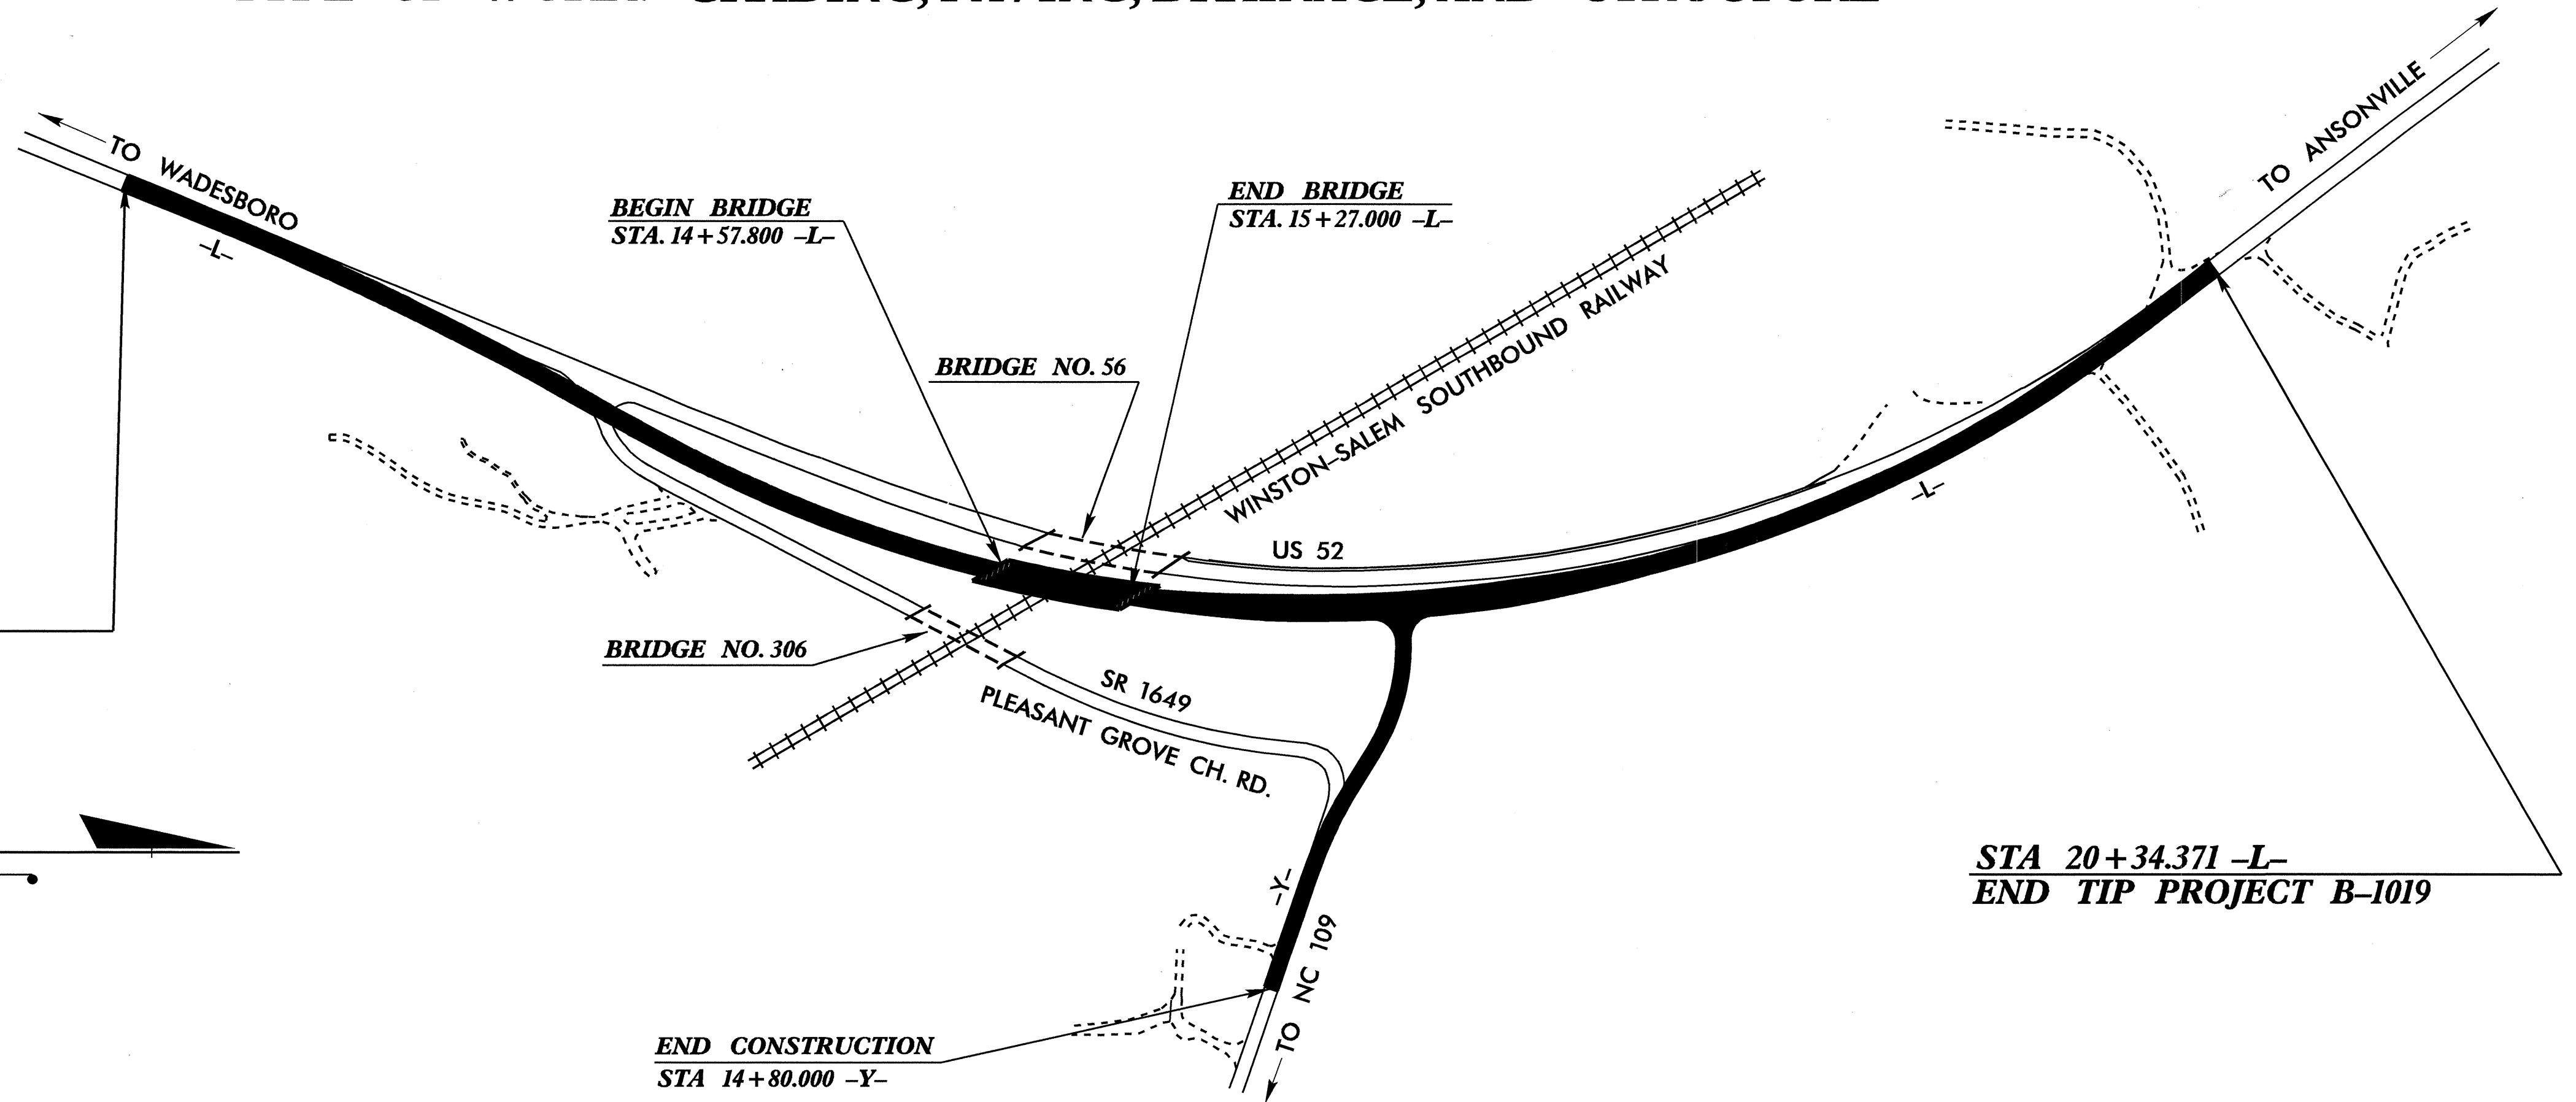 TO WADESBORO
–L–
BEGIN BRIDGE
STA. 14+57.800 –L–
END BRIDGE
STA. 15+27.000 –L–
TO ANSONVILLE
BRIDGE NO. 56
WINSTON–SALEM SOUTHBOUND RAILWAY
US 52
–L–
BRIDGE NO. 306
SR 1649
PLEASANT GROVE CH. RD.
STA 20+34.371 –L–
END TIP PROJECT B–1019
–Y–
TO NC 109
END CONSTRUCTION
STA 14+80.000 –Y–